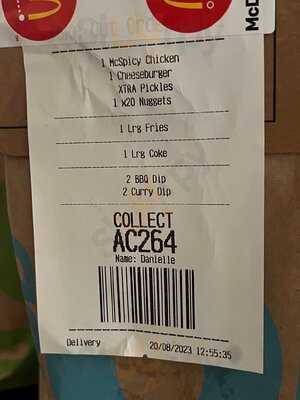 McD
1 McSpicy Chicken
1 Cheeseburger
XTRA Pickles
1 x20 Nuggets
1 Lrg Fries
1 Lrg Coke
2 BBQ Dip
2 Curry Dip
COLLECT
AC264
Name: Danielle
Delivery 20/08/2023 12:55:35